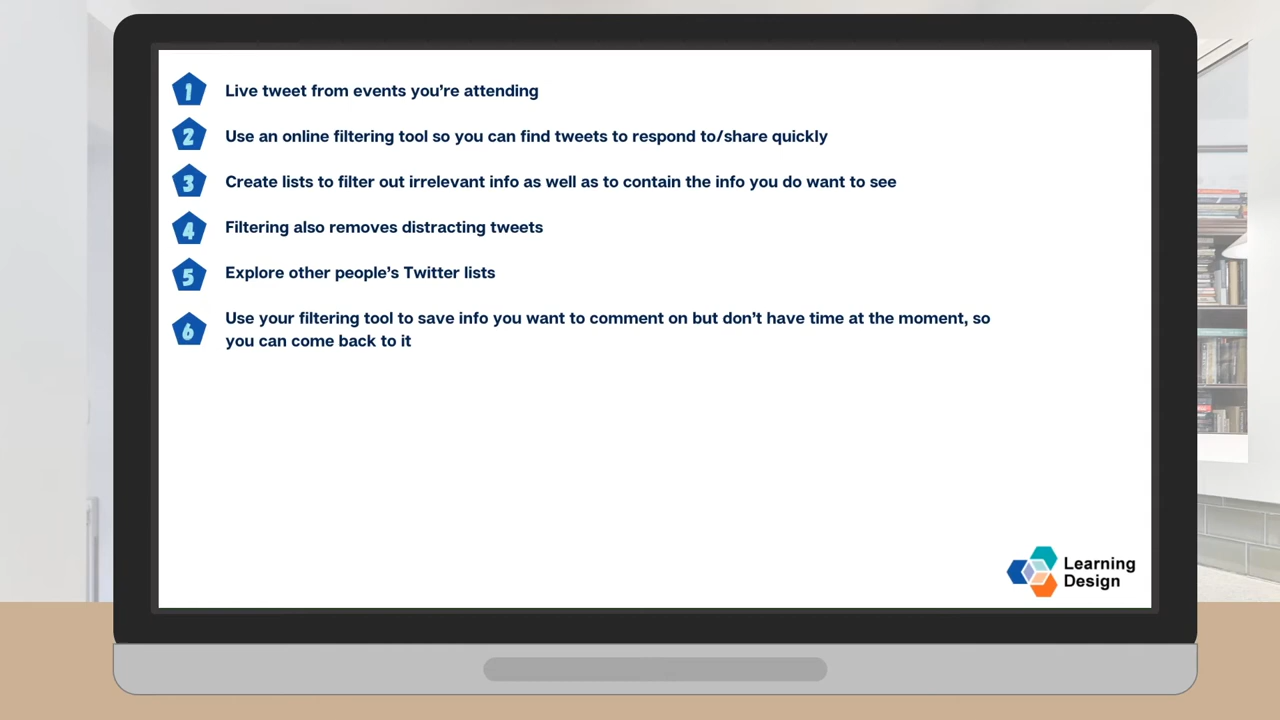 1
Live tweet from events you’re attending
2
Use an online filtering tool so you can find tweets to respond to/share quickly
3
Create lists to filter out irrelevant info as well as to contain the info you do want to see
4
Filtering also removes distracting tweets
5
Explore other people’s Twitter lists
6
Use your filtering tool to save info you want to comment on but don’t have time at the moment, so
you can come back to it
Learning
Design